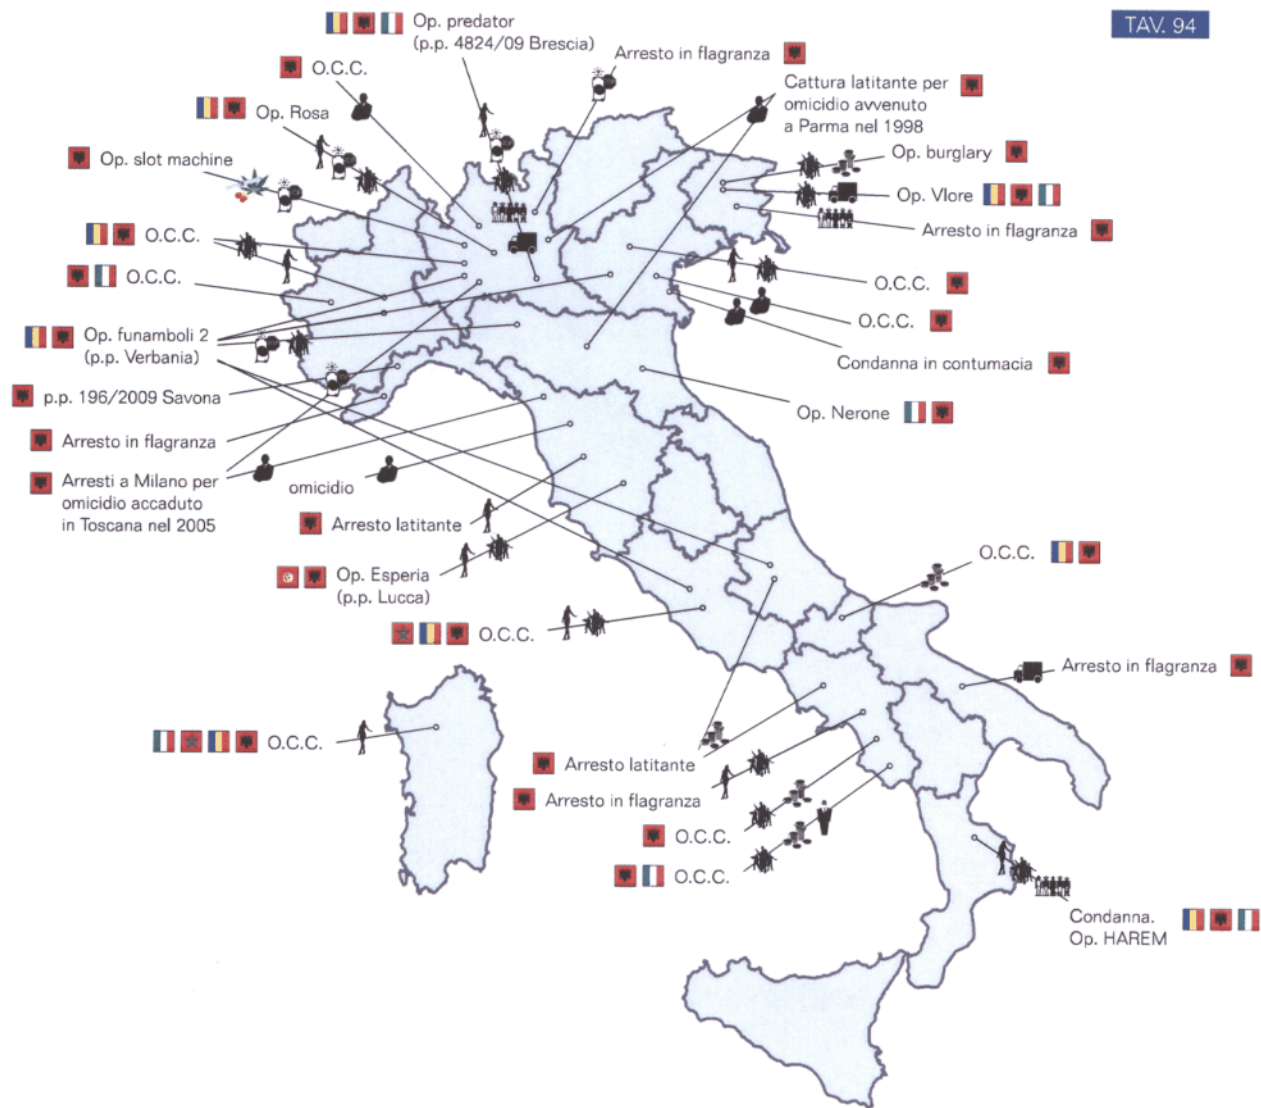 TAV. 94
Op. predator
(p.p. 4824/09 Brescia)
Arresto in flagranza
O.C.C.
Cattura latitante per
omicidio avvenuto
a Parma nel 1998
Op. Rosa
Op. burglary
Op. slot machine
Op. Vlore
Arresto in flagranza
O.C.C.
O.C.C.
O.C.C.
O.C.C.
Op. funamboli 2
(p.p. Verbania)
Condanna in contumacia
p.p. 196/2009 Savona
Op. Nerone
Arresto in flagranza
Arresti a Milano per
omicidio accaduto
in Toscana nel 2005
omicidio
Arresto latitante
O.C.C.
Op. Esperia
(p.p. Lucca)
O.C.C.
Arresto in flagranza
O.C.C.
Arresto latitante
Arresto in flagranza
O.C.C.
O.C.C.
Condanna.
Op. HAREM